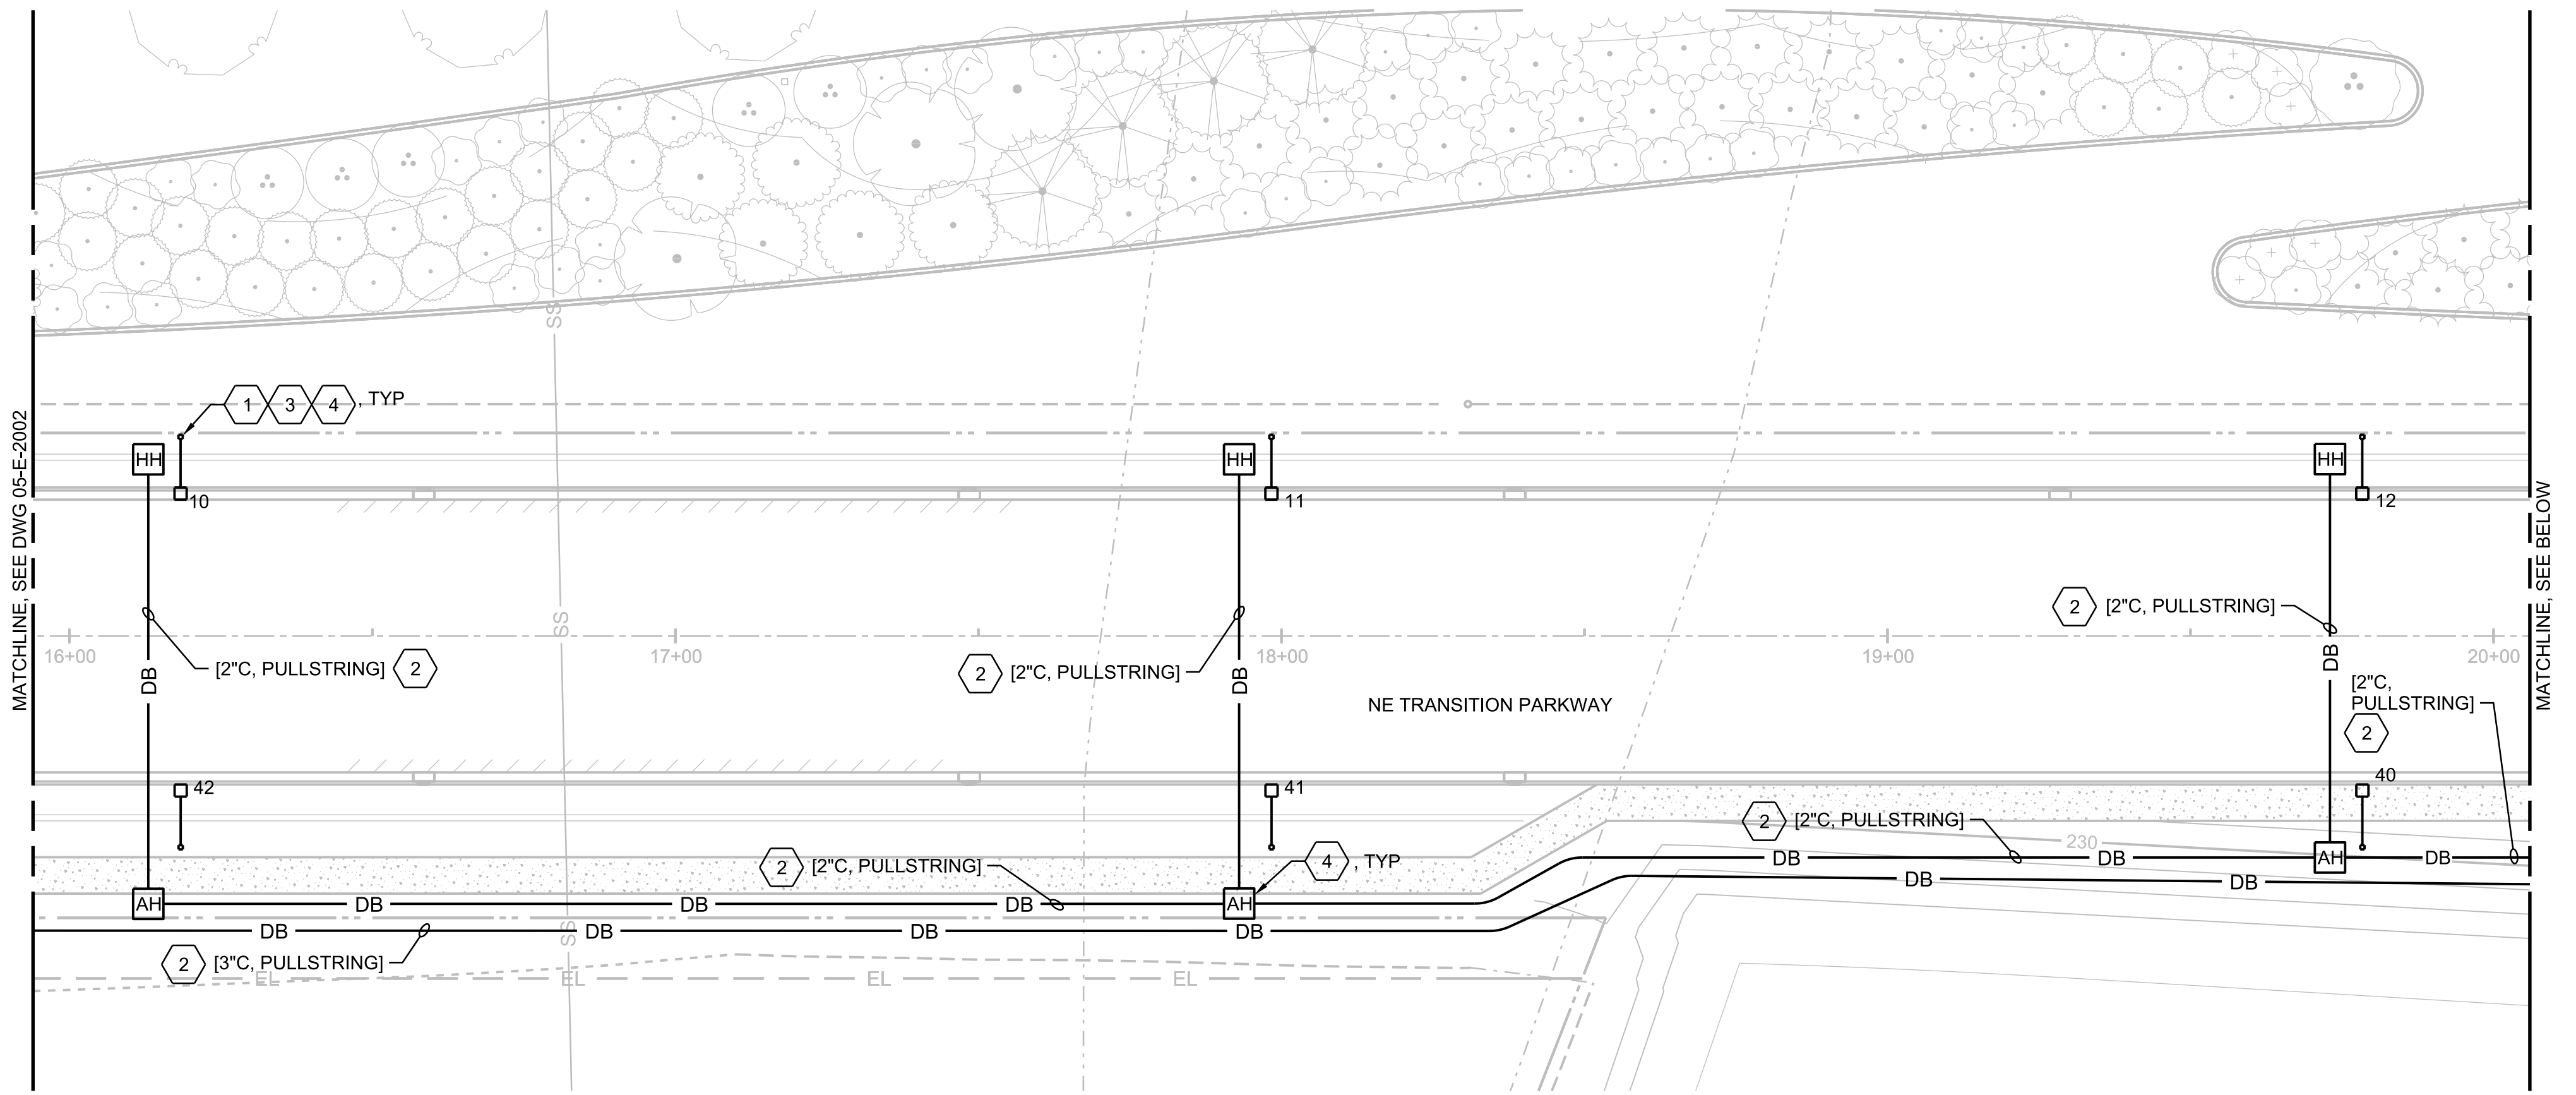 MATCHLINE, SEE DWG 05-E-2002
MATCHLINE, SEE BELOW
SS
1 3 4 , TYP
HH
10
HH
11
HH
12
2 [2"C, PULLSTRING]
SS
16+00
17+00
18+00
19+00
20+00
[2"C, PULLSTRING] 2
2 [2"C, PULLSTRING]
DB
DB
DB
NE TRANSITION PARKWAY
[2"C,
PULLSTRING]
2
42
41
40
2 [2"C, PULLSTRING]
230
2 [2"C, PULLSTRING]
4 , TYP
DB
DB
AH
DB
DB
DB
AH
DB
DB
DB
AH
DB
DB
SS
DB
DB
2 [3"C, PULLSTRING]
EL
EL
EL
EL